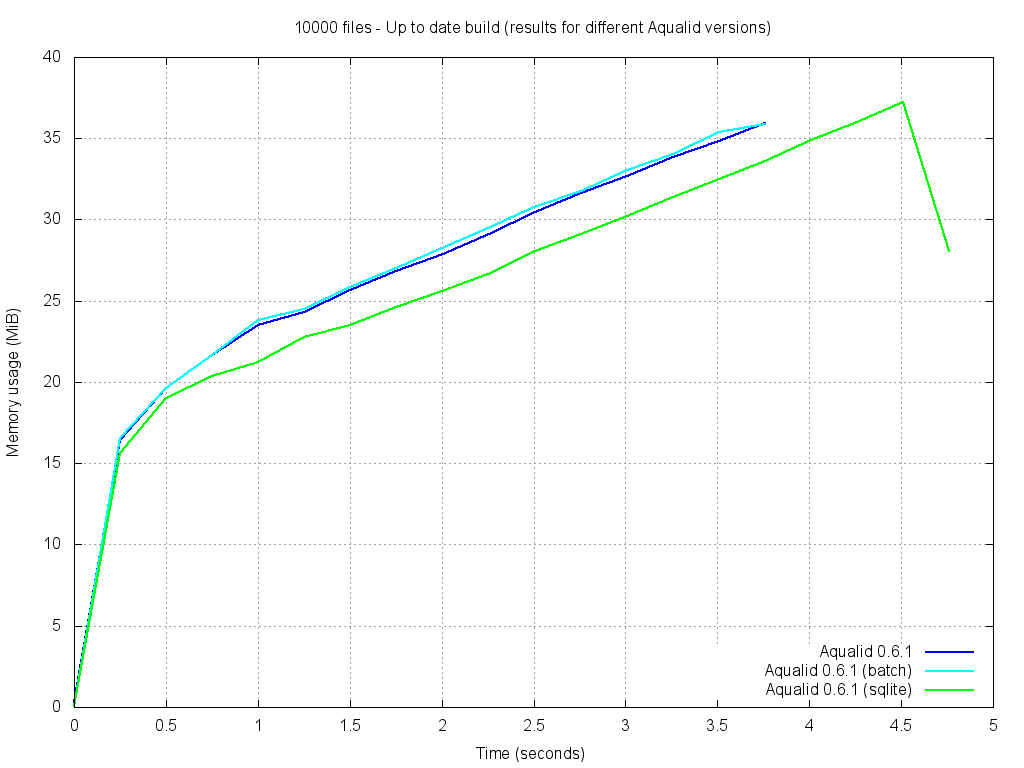 10000 files - Up to date build (results for different Aqualid versions)
40
35
30
25
20
15
10
5
0
Memory usage (MiB)
Aqualid 0.6.1
Aqualid 0.6.1 (batch)
Aqualid 0.6.1 (sqlite)
0 0.5 1 1.5 2 2.5 3 3.5 4 4.5 5
Time (seconds)